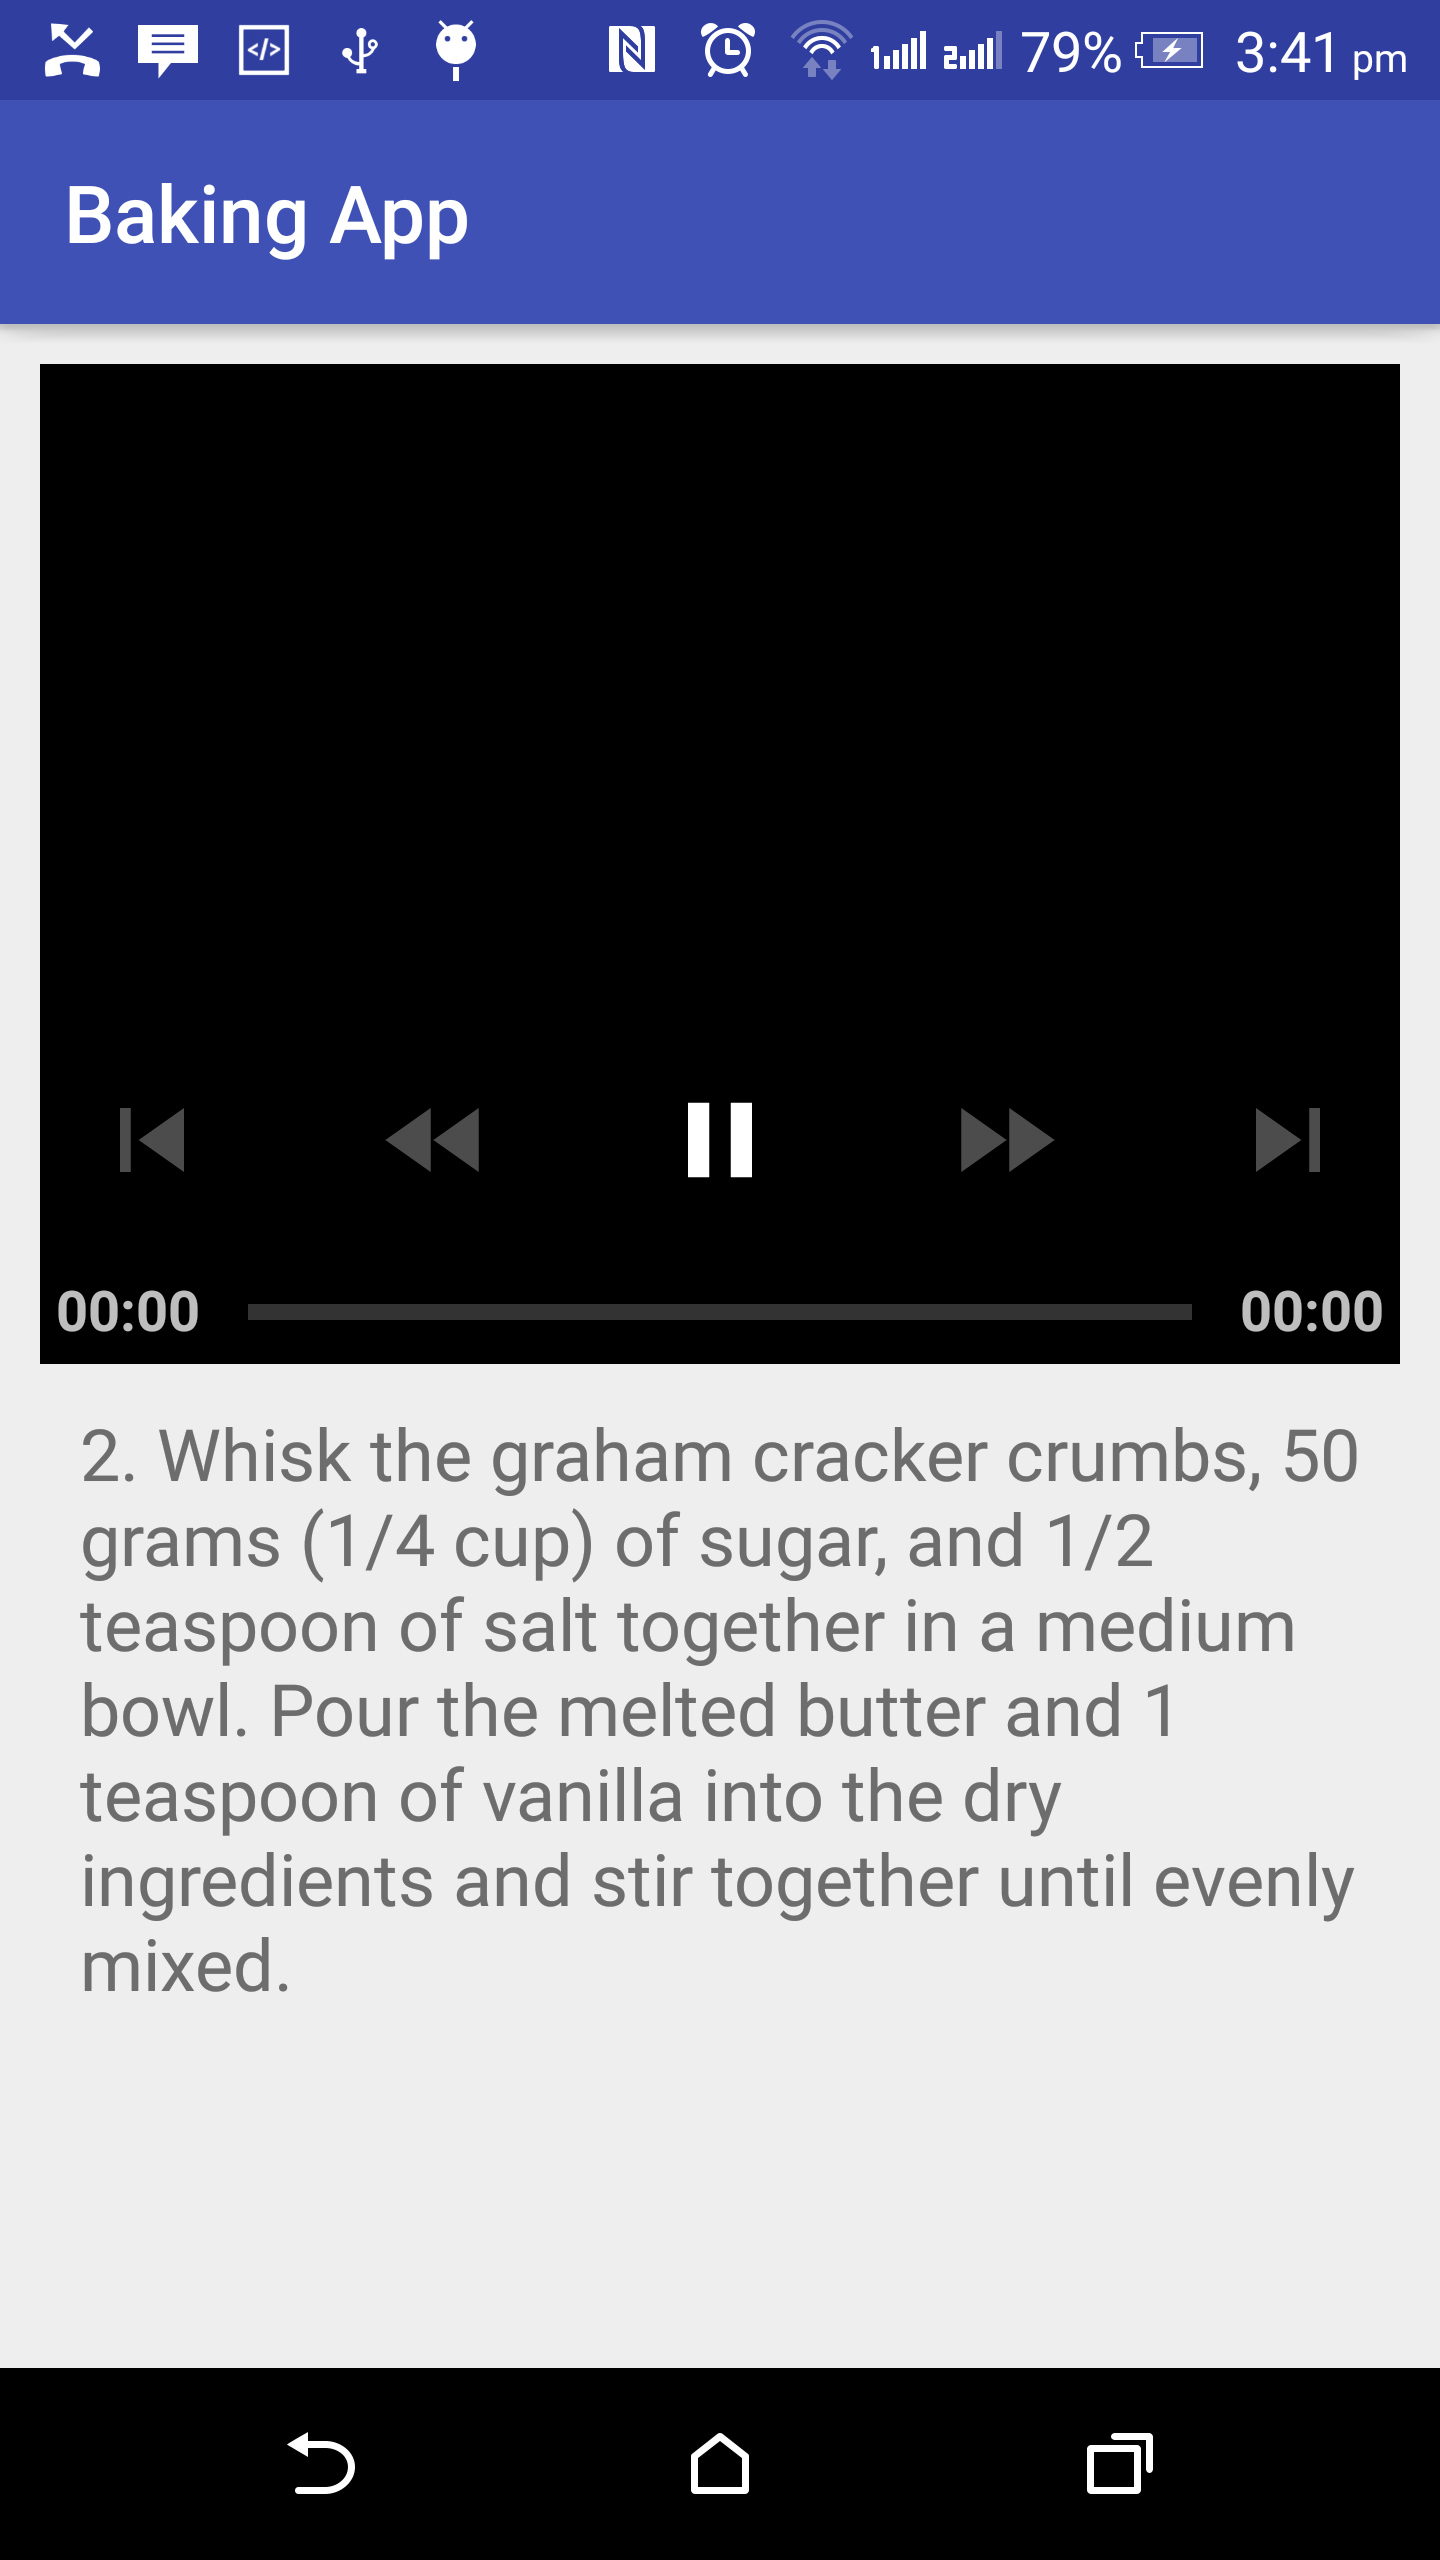 79% 3:41 pm
Baking App
00:00 00:00
2. Whisk the graham cracker crumbs, 50
grams (1/4 cup) of sugar, and 1/2
teaspoon of salt together in a medium
bowl. Pour the melted butter and 1
teaspoon of vanilla into the dry
ingredients and stir together until evenly
mixed.